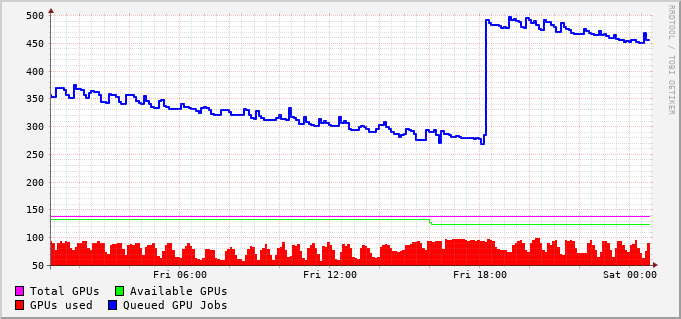 500
450
400
350
300
250
200
150
100
50
Fri 06:00 Fri 12:00 Fri 18:00 Sat 00:00
Total GPUs Available GPUs
GPUs used Queued GPU Jobs
RRDTOOL / TOBI OETIKER